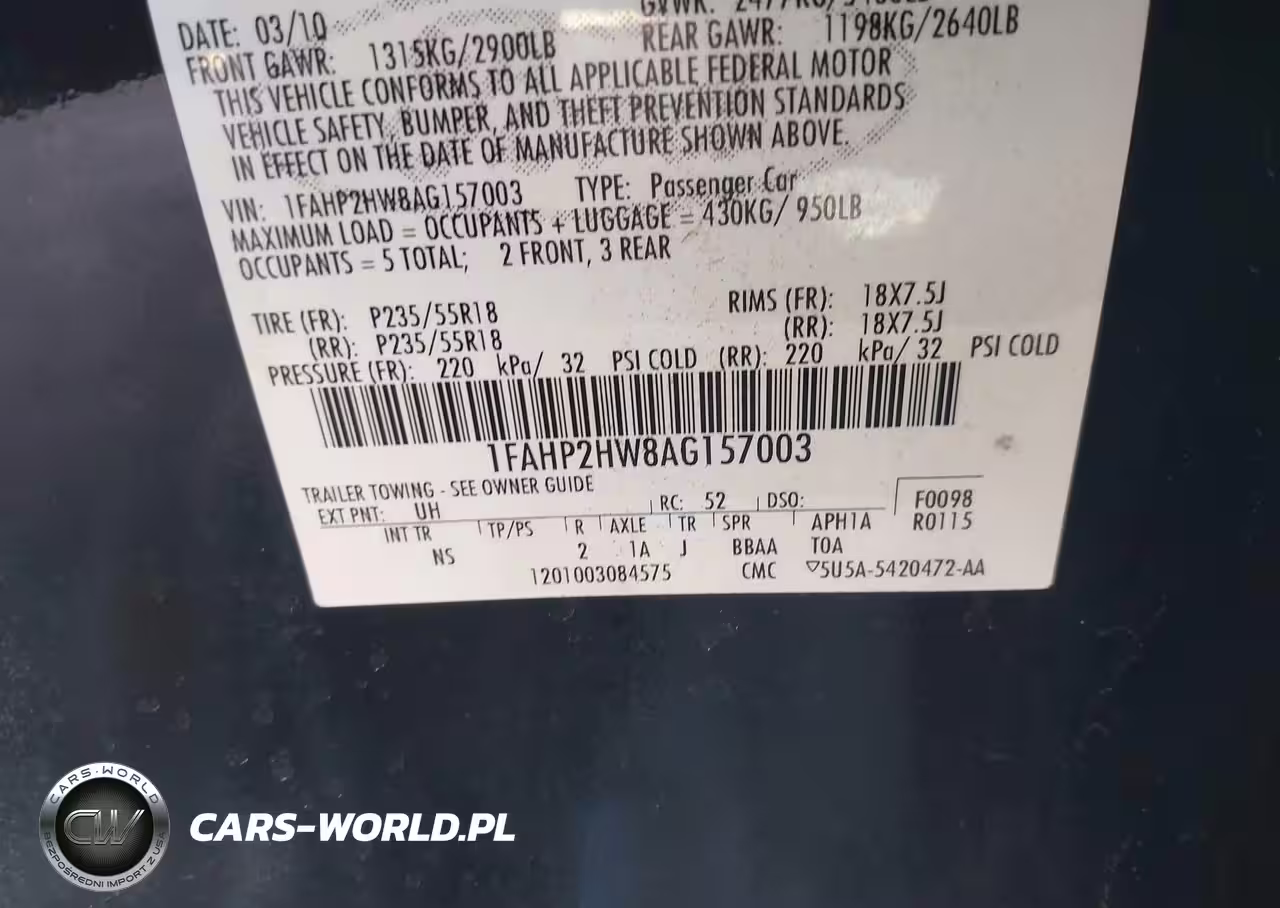 DATE: 03/10
FRONT GAWR: 1315KG/2900LB REAR GAWR: 1198KG/2640LB
THIS VEHICLE CONFORMS TO ALL APPLICABLE FEDERAL MOTOR
VEHICLE SAFETY, BUMPER, AND THEFT PREVENTION STANDARDS
IN EFFECT ON THE DATE OF MANUFACTURE SHOWN ABOVE.
VIN: 1FAHP2HW8AG157003 TYPE: Passenger Car
MAXIMUM LOAD = OCCUPANTS + LUGGAGE = 430KG/ 950LB
OCCUPANTS = 5 TOTAL; 2 FRONT, 3 REAR
TIRE (FR): P235/55R18 RIMS (FR): 18X7.5J
(RR): P235/55R18 (RR): 18X7.5J
PRESSURE (FR): 220 kPa/ 32 PSI COLD (RR): 220 kPa/ 32 PSI COLD
1FAHP2HW8AG157003
TRAILER TOWING - SEE OWNER GUIDE
EXT PNT: UH RC: 52 DSO: F0098
INT TR TP/PS R AXLE TR SPR APH1A R0115
NS 2 1A J BBAA TOA
1201003084575 CMC ▽5U5A-5420472-AA
CARS-WORLD
CW
BEZPOŚREDNI IMPORT Z USA
CARS-WORLD.PL